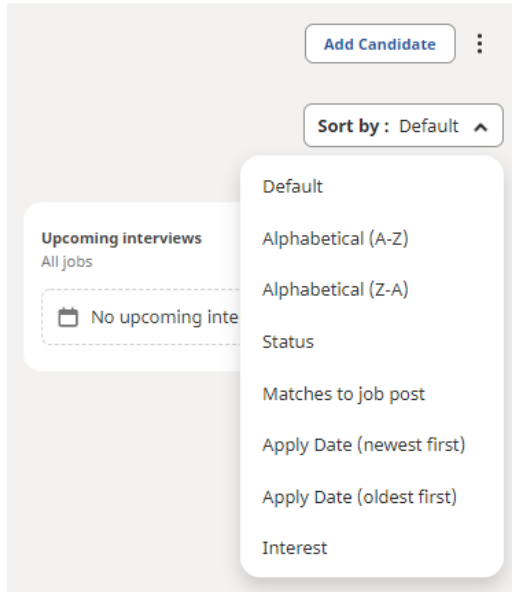 Add Candidate
Sort by : Default
Default
Alphabetical (A-Z)
Alphabetical (Z-A)
Status
Matches to job post
Apply Date (newest first)
Apply Date (oldest first)
Interest
Upcoming interviews
All jobs
No upcoming inte